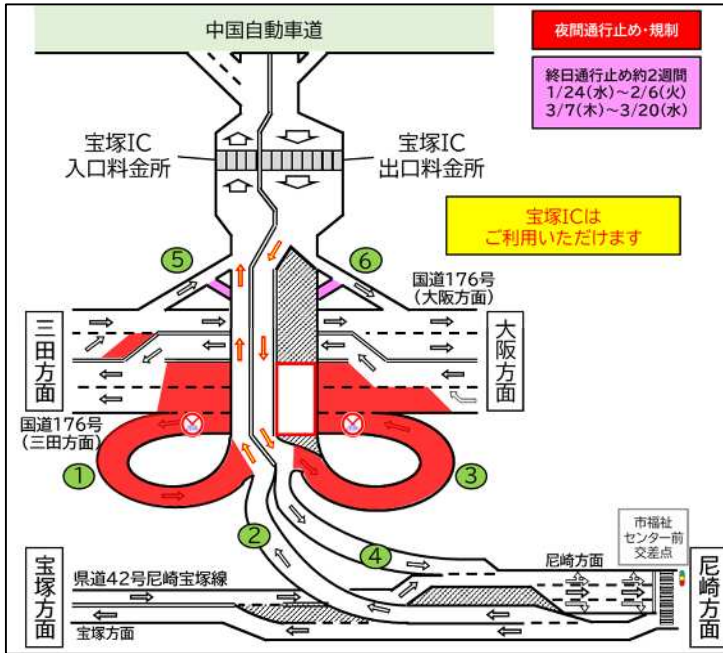 中国自動車道
夜間通行止め・規制
終日通行止め約2週間
1/24(水)～2/6(火)
3/7(木)～3/20(水)
宝塚IC
入口料金所
宝塚IC
出口料金所
宝塚ICは
ご利用いただけます
⑤
⑥
国道176号
(大阪方面)
三田方面
大阪方面
国道176号
(三田方面)
①
③
②
④
市福祉
センター前
交差点
宝塚方面
県道42号尼崎宝塚線
尼崎方面
尼崎方面
宝塚方面